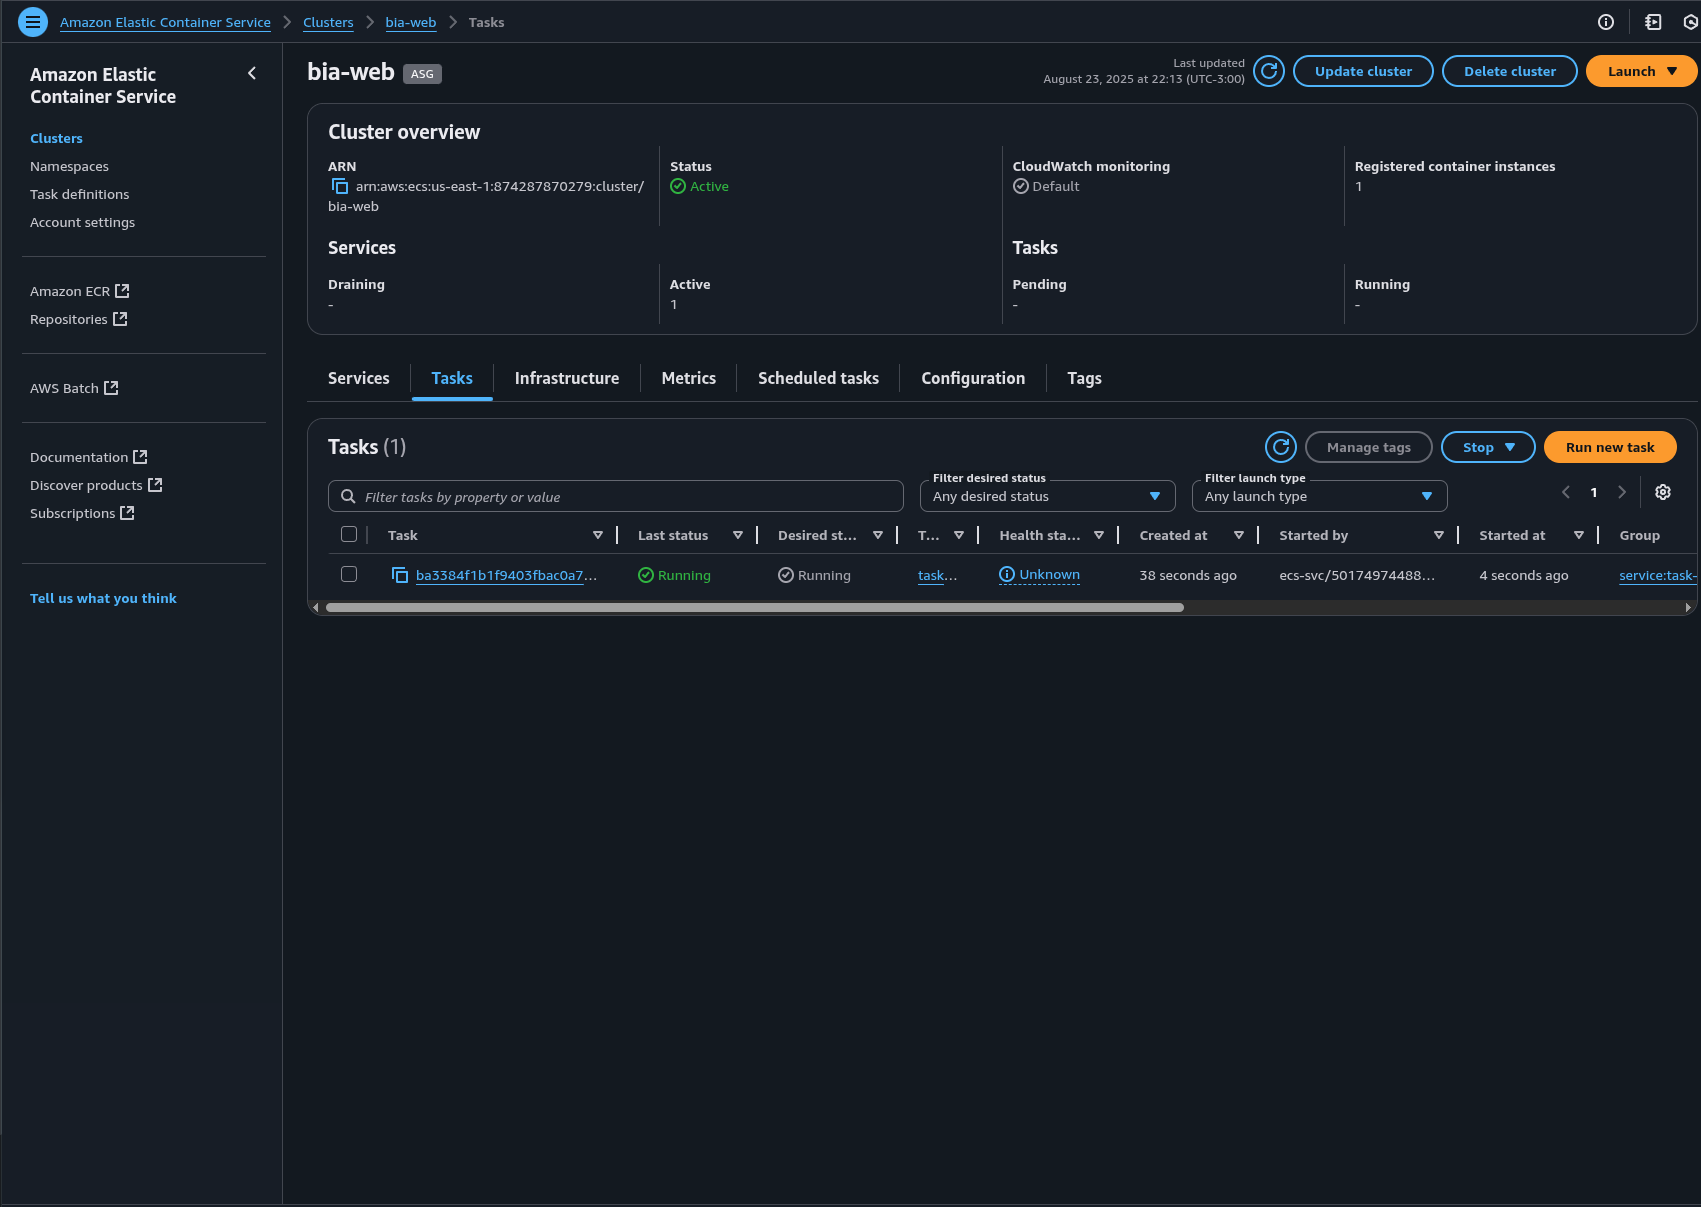 Amazon Elastic Container Service > Clusters > bia-web > Tasks
Amazon Elastic
Container Service
Clusters
Namespaces
Task definitions
Account settings
Amazon ECR
Repositories
AWS Batch
Documentation
Discover products
Subscriptions
Tell us what you think
bia-web ASG
Last updated
August 23, 2025 at 22:13 (UTC-3:00)
Update cluster
Delete cluster
Launch
Cluster overview
ARN
arn:aws:ecs:us-east-1:874287870279:cluster/
bia-web
Status
Active
CloudWatch monitoring
Default
Registered container instances
1
Services
Draining
-
Active
1
Tasks
Pending
-
Running
-
Services Tasks Infrastructure Metrics Scheduled tasks Configuration Tags
Tasks (1)
Manage tags
Stop
Run new task
Filter tasks by property or value
Filter desired status
Any desired status
Filter launch type
Any launch type
1
Task Last status Desired st... T... Health sta... Created at Started by Started at Group
ba3384f1b1f9403fbac0a7... Running Running task... Unknown 38 seconds ago ecs-svc/50174974488... 4 seconds ago service:task-